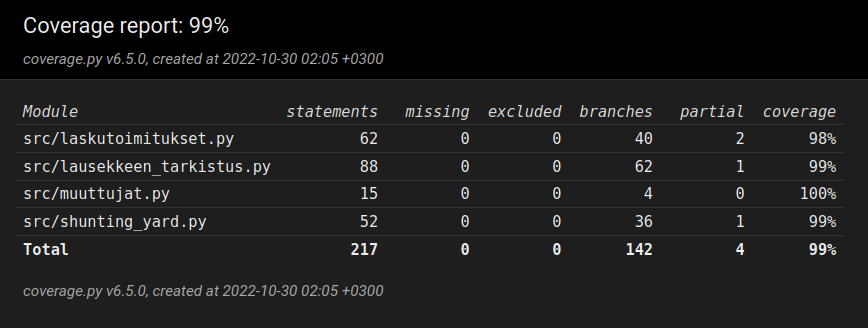 Coverage report: 99%
coverage.py v6.5.0, created at 2022-10-30 02:05 +0300
Module statements missing excluded branches partial coverage
src/laskutoimitukset.py 62 0 0 40 2 98%
src/lausekkeen_tarkistus.py 88 0 0 62 1 99%
src/muuttujat.py 15 0 0 4 0 100%
src/shunting_yard.py 52 0 0 36 1 99%
Total 217 0 0 142 4 99%
coverage.py v6.5.0, created at 2022-10-30 02:05 +0300